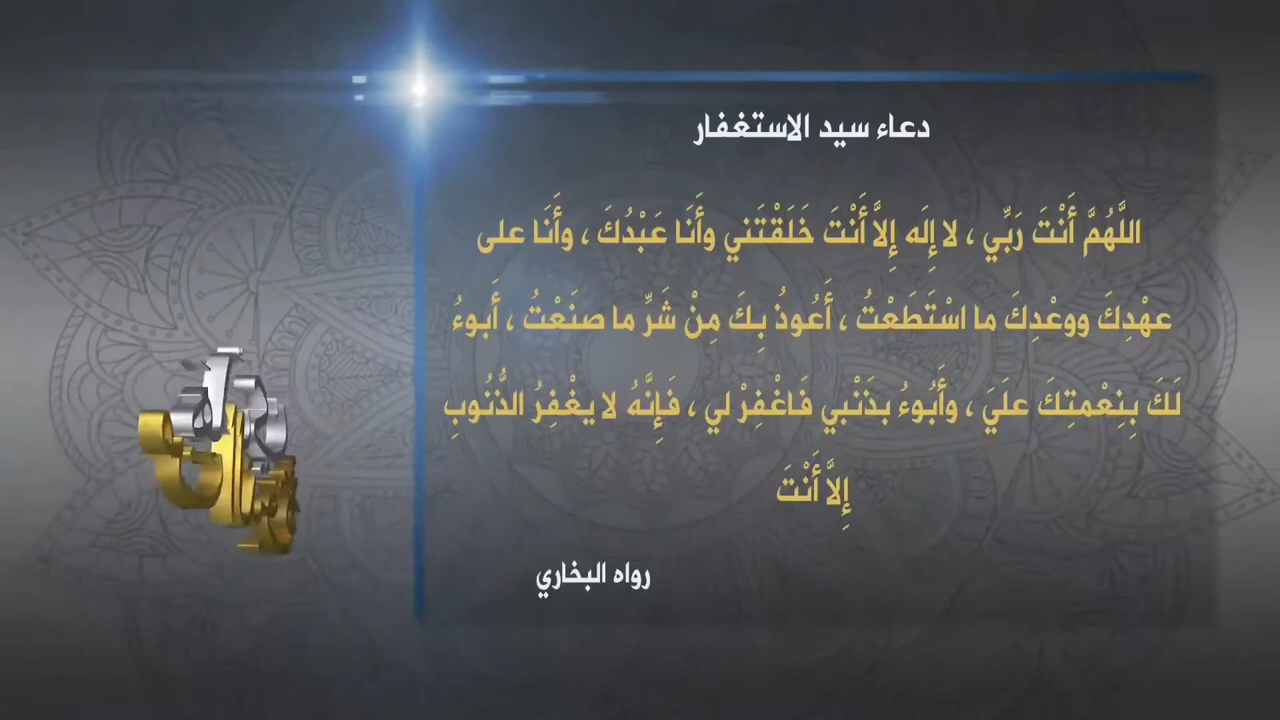 دعاء سيد الاستغفار
اللَّهُمَّ أَنْتَ رَبِّي ، لا إِلَه إِلاَّ أَنْتَ خَلَقْتَني وأَنَا عَبْدُكَ ، وأَنَا على
عهْدِكَ ووعْدِكَ ما اسْتَطَعْتُ ، أَعُوذُ بِكَ مِنْ شَرِّ ما صنَعْتُ ، أَبوءُ
لَكَ بِنِعْمتِكَ علَيَ ، وأَبُوءُ بذَنْبي فَاغْفِرْ لي ، فَإِنَّهُ لا يغْفِرُ الذُّنُوبِ
إِلاَّ أَنْتَ
رواه البخاري